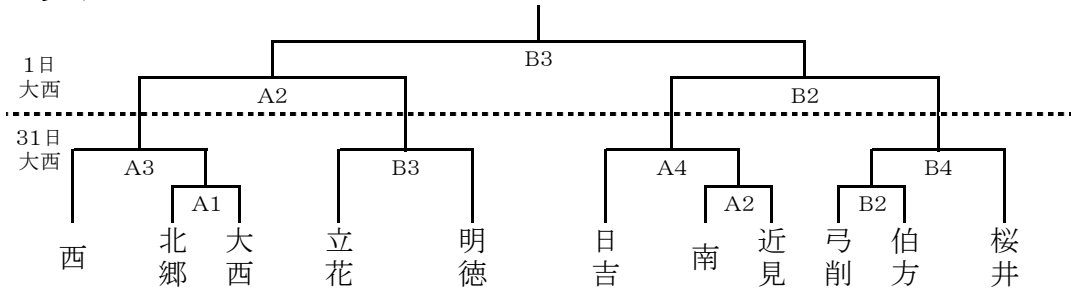 B3
1日
大西
A2
B2
31日
大西
A3
B3
A4
B4
A1
A2
B2
西
北郷
大西
立花
明徳
日吉
南
近見
弓削
伯方
桜井